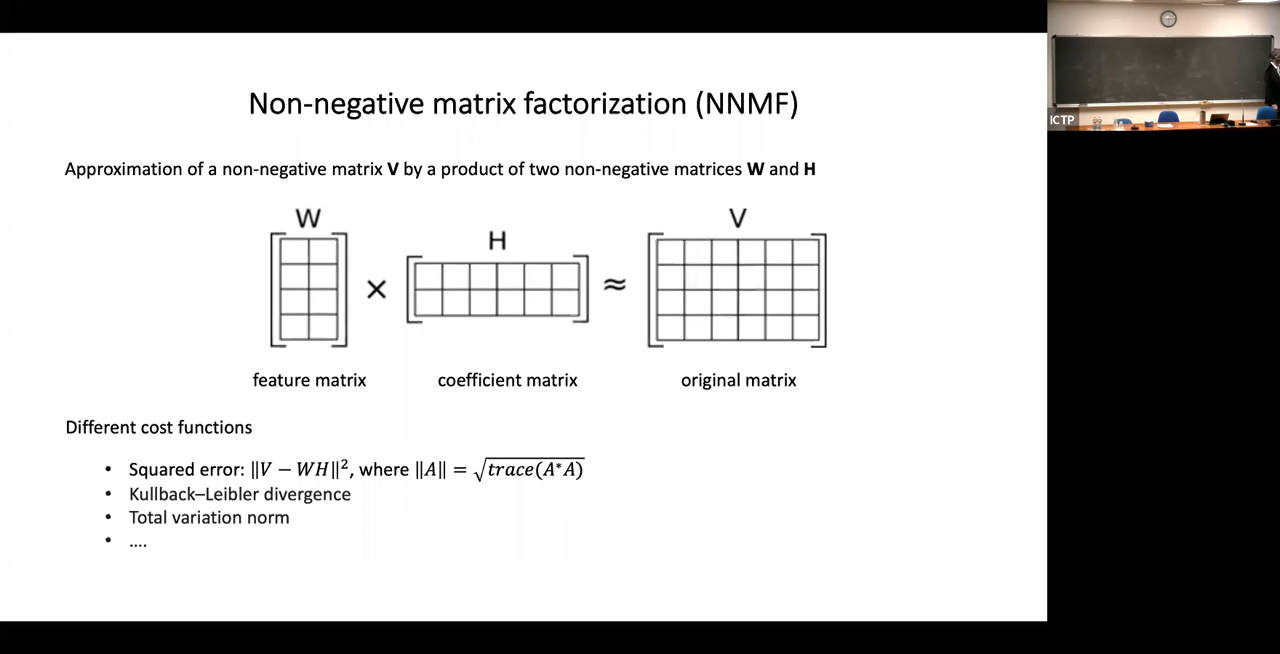 Non-negative matrix factorization (NNMF)
Approximation of a non-negative matrix V by a product of two non-negative matrices W and H
W × H ≈ V
feature matrix coefficient matrix original matrix
Different cost functions
• Squared error: ‖V − WH‖², where ‖A‖ = √trace(A*A)
• Kullback–Leibler divergence
• Total variation norm
• ....
ICTP